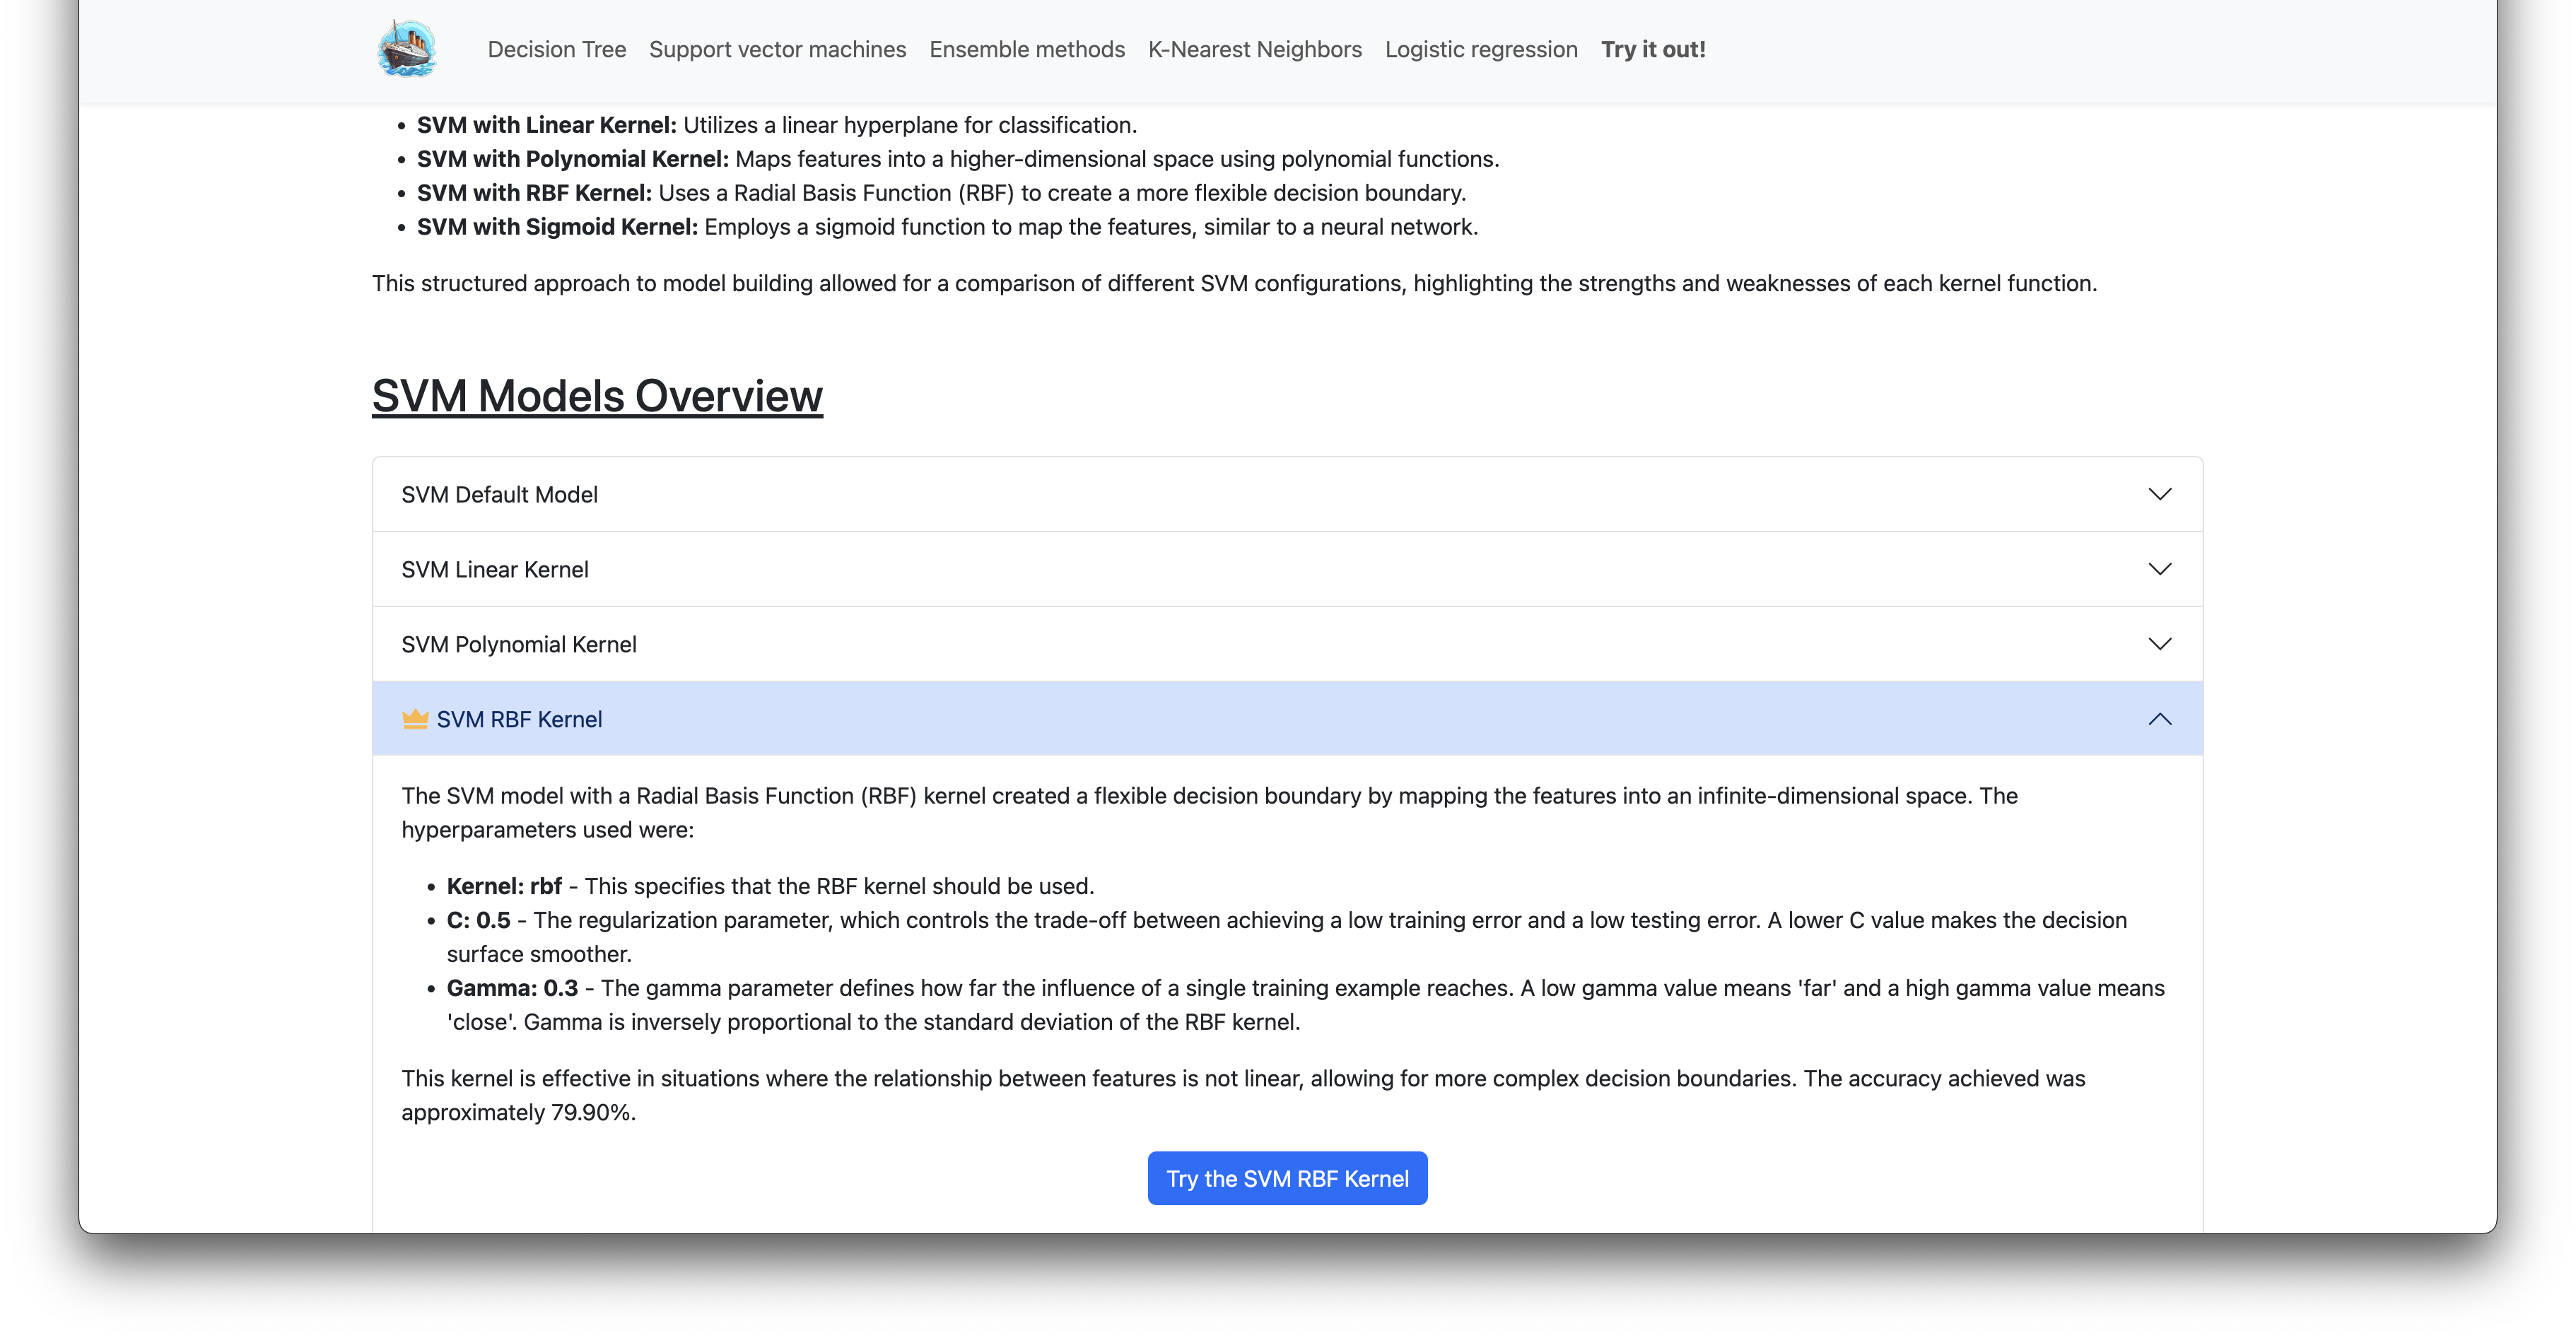 Decision Tree Support vector machines Ensemble methods K-Nearest Neighbors Logistic regression Try it out!
• SVM with Linear Kernel: Utilizes a linear hyperplane for classification.
• SVM with Polynomial Kernel: Maps features into a higher-dimensional space using polynomial functions.
• SVM with RBF Kernel: Uses a Radial Basis Function (RBF) to create a more flexible decision boundary.
• SVM with Sigmoid Kernel: Employs a sigmoid function to map the features, similar to a neural network.
This structured approach to model building allowed for a comparison of different SVM configurations, highlighting the strengths and weaknesses of each kernel function.
SVM Models Overview
SVM Default Model
SVM Linear Kernel
SVM Polynomial Kernel
SVM RBF Kernel
The SVM model with a Radial Basis Function (RBF) kernel created a flexible decision boundary by mapping the features into an infinite-dimensional space. The
hyperparameters used were:
• Kernel: rbf - This specifies that the RBF kernel should be used.
• C: 0.5 - The regularization parameter, which controls the trade-off between achieving a low training error and a low testing error. A lower C value makes the decision
surface smoother.
• Gamma: 0.3 - The gamma parameter defines how far the influence of a single training example reaches. A low gamma value means 'far' and a high gamma value means
'close'. Gamma is inversely proportional to the standard deviation of the RBF kernel.
This kernel is effective in situations where the relationship between features is not linear, allowing for more complex decision boundaries. The accuracy achieved was
approximately 79.90%.
Try the SVM RBF Kernel